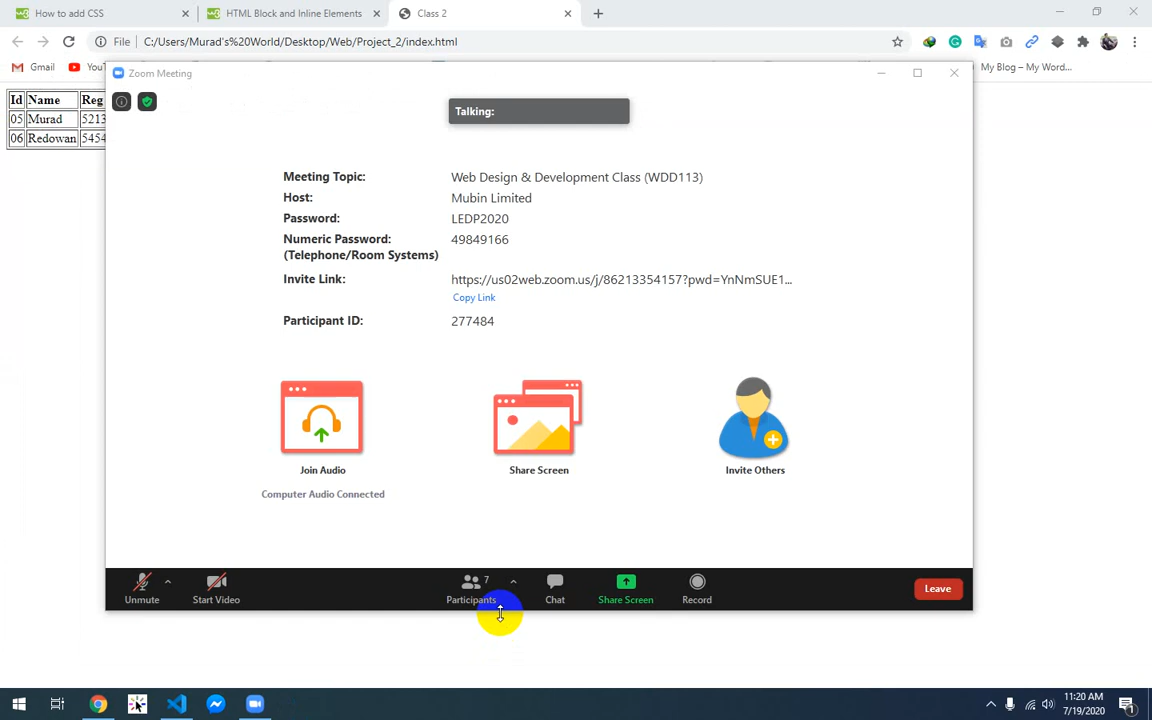 How to add CSS
HTML Block and Inline Elements
Class 2
File
C:/Users/Murad's%20World/Desktop/Web/Project_2/index.html
Gmail
YouT
My Blog – My Word...
Zoom Meeting
Id Name Reg
05 Murad 5213
06 Redowan 5454
Talking:
Meeting Topic: Web Design & Development Class (WDD113)
Host: Mubin Limited
Password: LEDP2020
Numeric Password: 49849166
(Telephone/Room Systems)
Invite Link: https://us02web.zoom.us/j/86213354157?pwd=YnNmSUE1...
Copy Link
Participant ID: 277484
Join Audio
Share Screen
Invite Others
Computer Audio Connected
7
Unmute
Start Video
Participants
Chat
Share Screen
Record
Leave
11:20 AM
7/19/2020
1